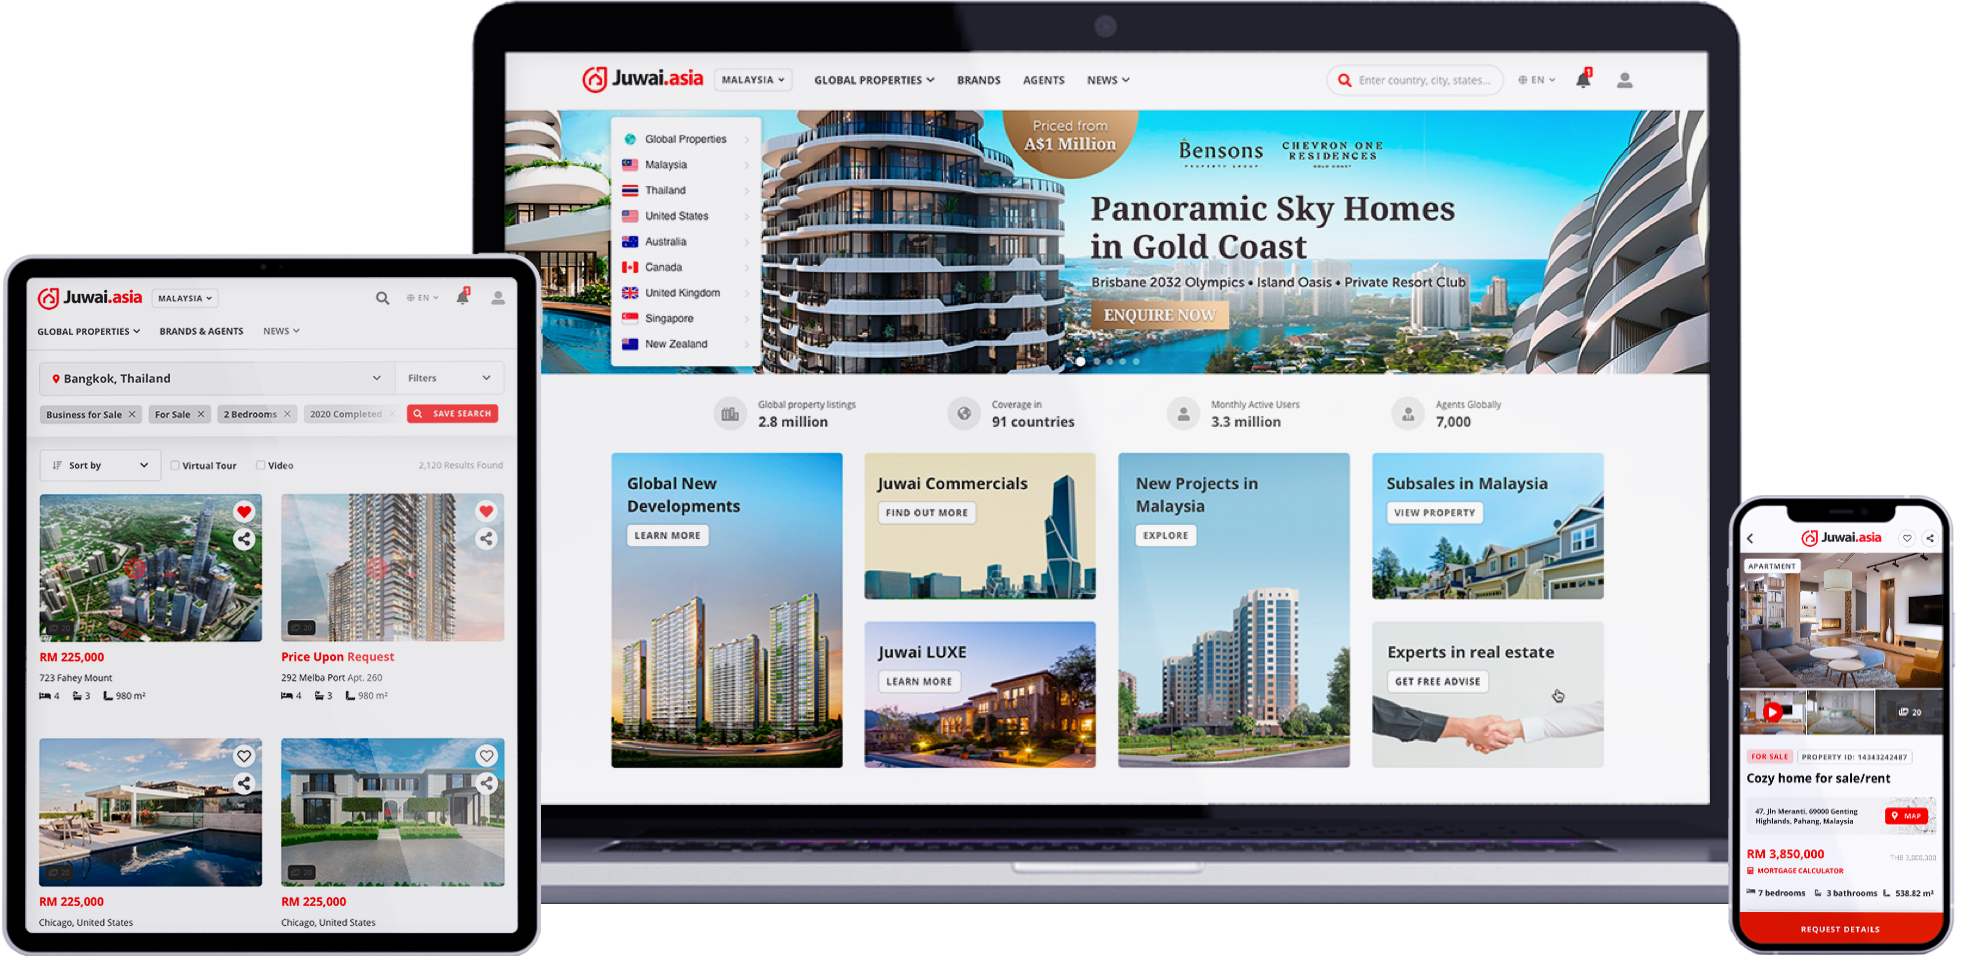 Juwai.asia
MALAYSIA
GLOBAL PROPERTIES
BRANDS
AGENTS
NEWS
Enter country, city, states...
EN
1
Global Properties
Malaysia
Thailand
United States
Australia
Canada
United Kingdom
Singapore
New Zealand
Priced from
A$1 Million
Bensons
PROPERTY GROUP
CHEVRON ONE
RESIDENCES
GOLD COAST
Panoramic Sky Homes
in Gold Coast
Brisbane 2032 Olympics • Island Oasis • Private Resort Club
ENQUIRE NOW
Global property listings
2.8 million
Coverage in
91 countries
Monthly Active Users
3.3 million
Agents Globally
7,000
Global New
Developments
LEARN MORE
Juwai Commercials
FIND OUT MORE
Juwai LUXE
LEARN MORE
New Projects in
Malaysia
EXPLORE
Subsales in Malaysia
VIEW PROPERTY
Experts in real estate
GET FREE ADVISE
Juwai.asia
MALAYSIA
EN
1
GLOBAL PROPERTIES
BRANDS & AGENTS
NEWS
Bangkok, Thailand
Filters
Business for Sale
For Sale
2 Bedrooms
2020 Completed
SAVE SEARCH
Sort by
Virtual Tour
Video
2,120 Results Found
20
RM 225,000
723 Fahey Mount
4 3 980 m²
20
Price Upon Request
292 Melba Port Apt. 260
4 3 980 m²
20
RM 225,000
Chicago, United States
20
RM 225,000
Chicago, United States
Juwai.asia
APARTMENT
20
FOR SALE
PROPERTY ID: 14343242487
Cozy home for sale/rent
47, Jln Meranti, 69000 Genting
Highlands, Pahang, Malaysia
MAP
RM 3,850,000
MORTGAGE CALCULATOR
7 bedrooms
3 bathrooms
538.82 m²
REQUEST DETAILS